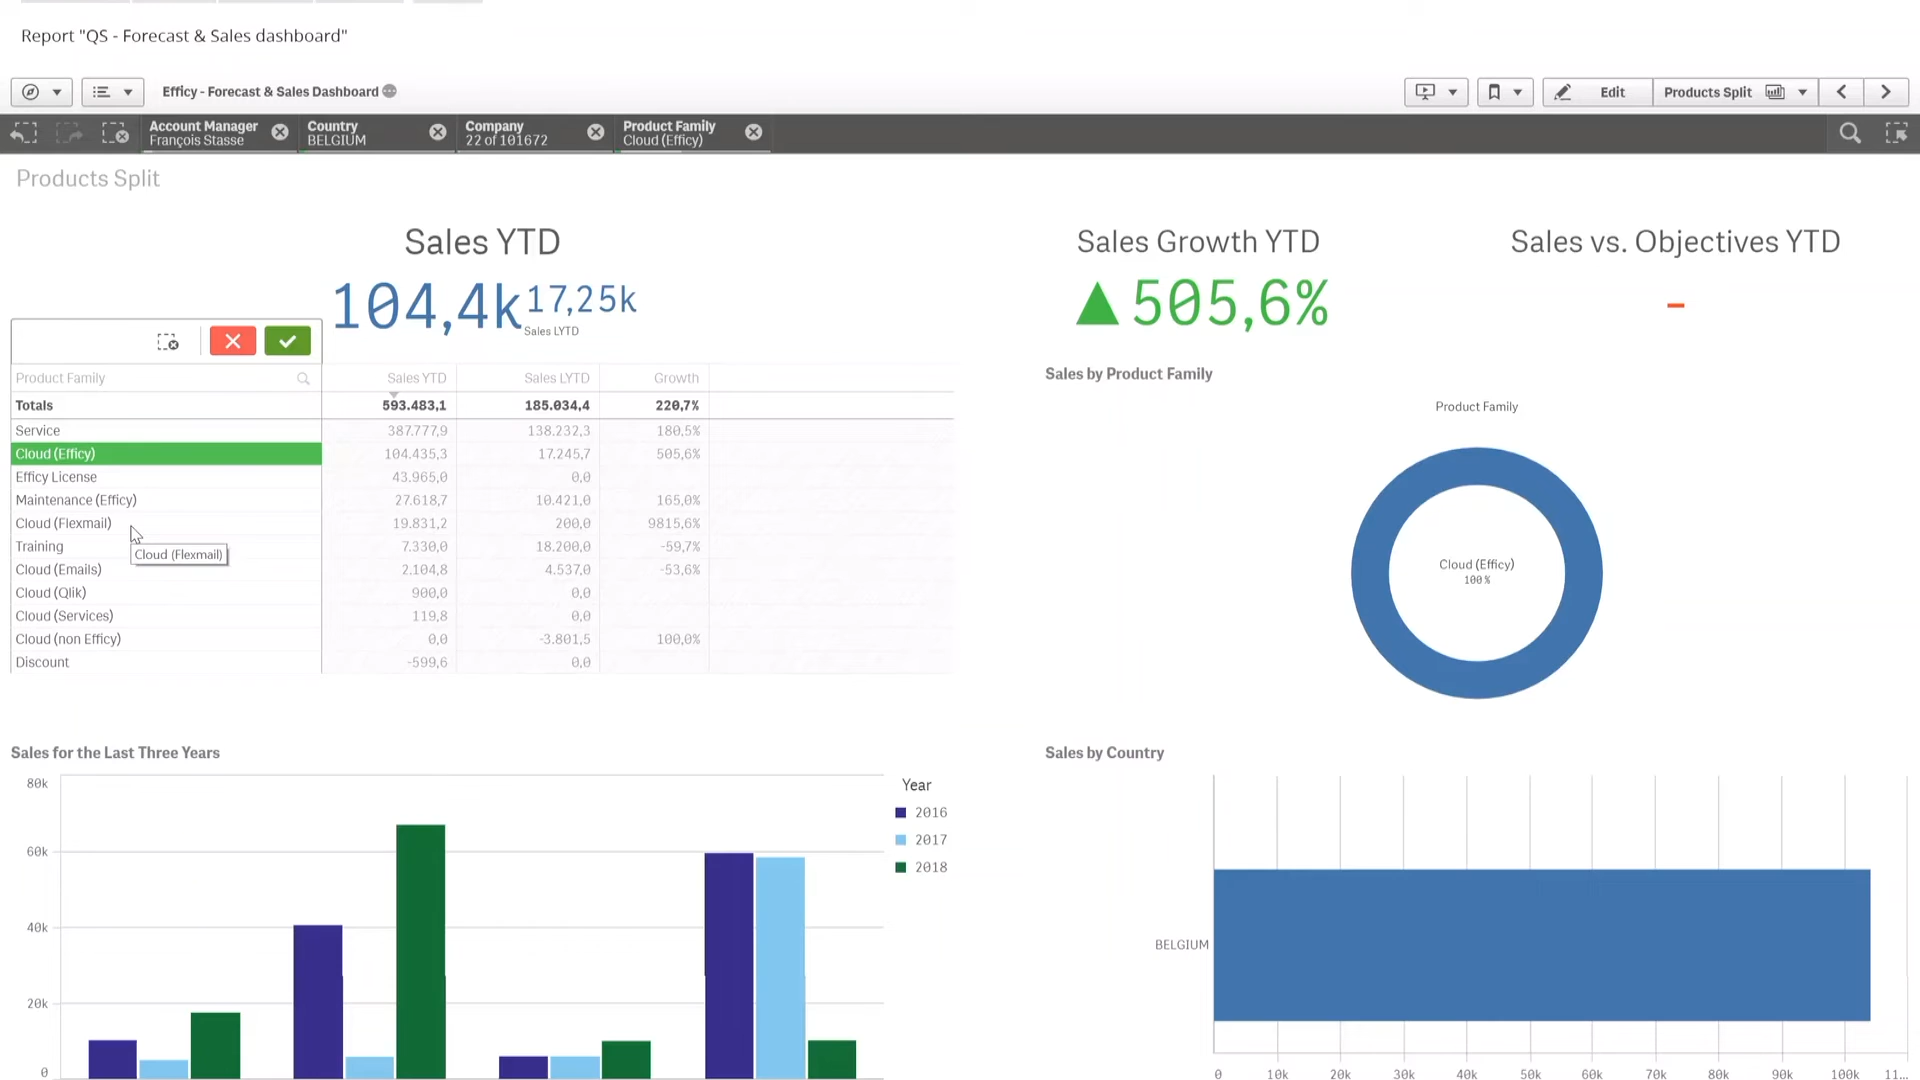 Report "QS - Forecast & Sales dashboard"
Efficy - Forecast & Sales Dashboard
Edit
Products Split
Account Manager
François Stasse
Country
BELGIUM
Company
22 of 101672
Product Family
Cloud (Efficy)
Products Split
Sales YTD
104,4k 17,25k
Sales LYTD
Sales Growth YTD
▲505,6%
Sales vs. Objectives YTD
-
Product Family Sales YTD Sales LYTD Growth
Totals 593.483,1 185.034,4 220,7%
Service 387.777,9 138.232,3 180,5%
Cloud (Efficy) 104.435,3 17.245,7 505,6%
Efficy License 43.965,0 0,0
Maintenance (Efficy) 27.618,7 10.421,0 165,0%
Cloud (Flexmail) 19.831,2 200,0 9815,6%
Training 7.330,0 18.200,0 -59,7%
Cloud (Flexmail)
Cloud (Emails) 2.104,8 4.537,0 -53,6%
Cloud (Qlik) 900,0 0,0
Cloud (Services) 119,8 0,0
Cloud (non Efficy) 0,0 -3.801,5 100,0%
Discount -599,6 0,0
Sales by Product Family
Product Family
Cloud (Efficy)
100%
Sales for the Last Three Years
80k
60k
40k
20k
0
Year
2016
2017
2018
Sales by Country
BELGIUM
0 10k 20k 30k 40k 50k 60k 70k 80k 90k 100k 11...